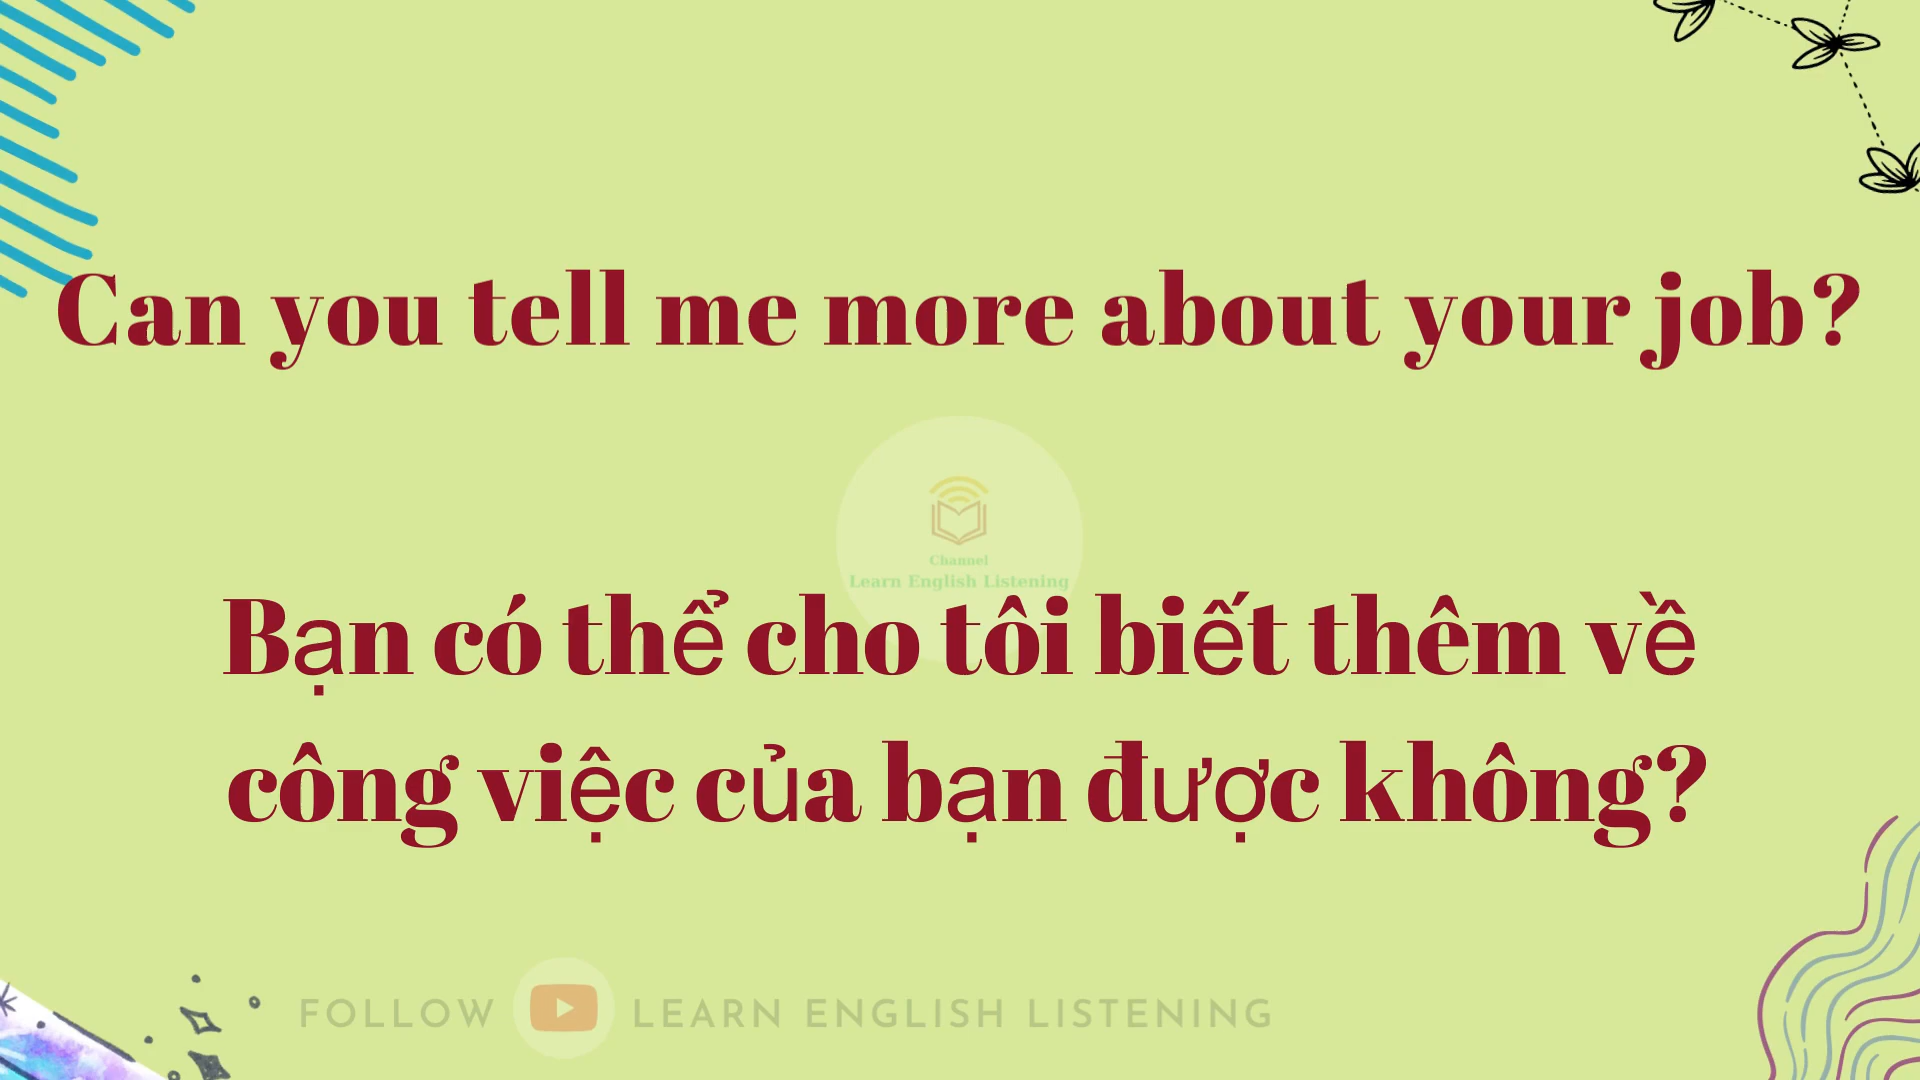 Can you tell me more about your job?
Channel
Learn English Listening
Bạn có thể cho tôi biết thêm về
công việc của bạn được không?
FOLLOW LEARN ENGLISH LISTENING